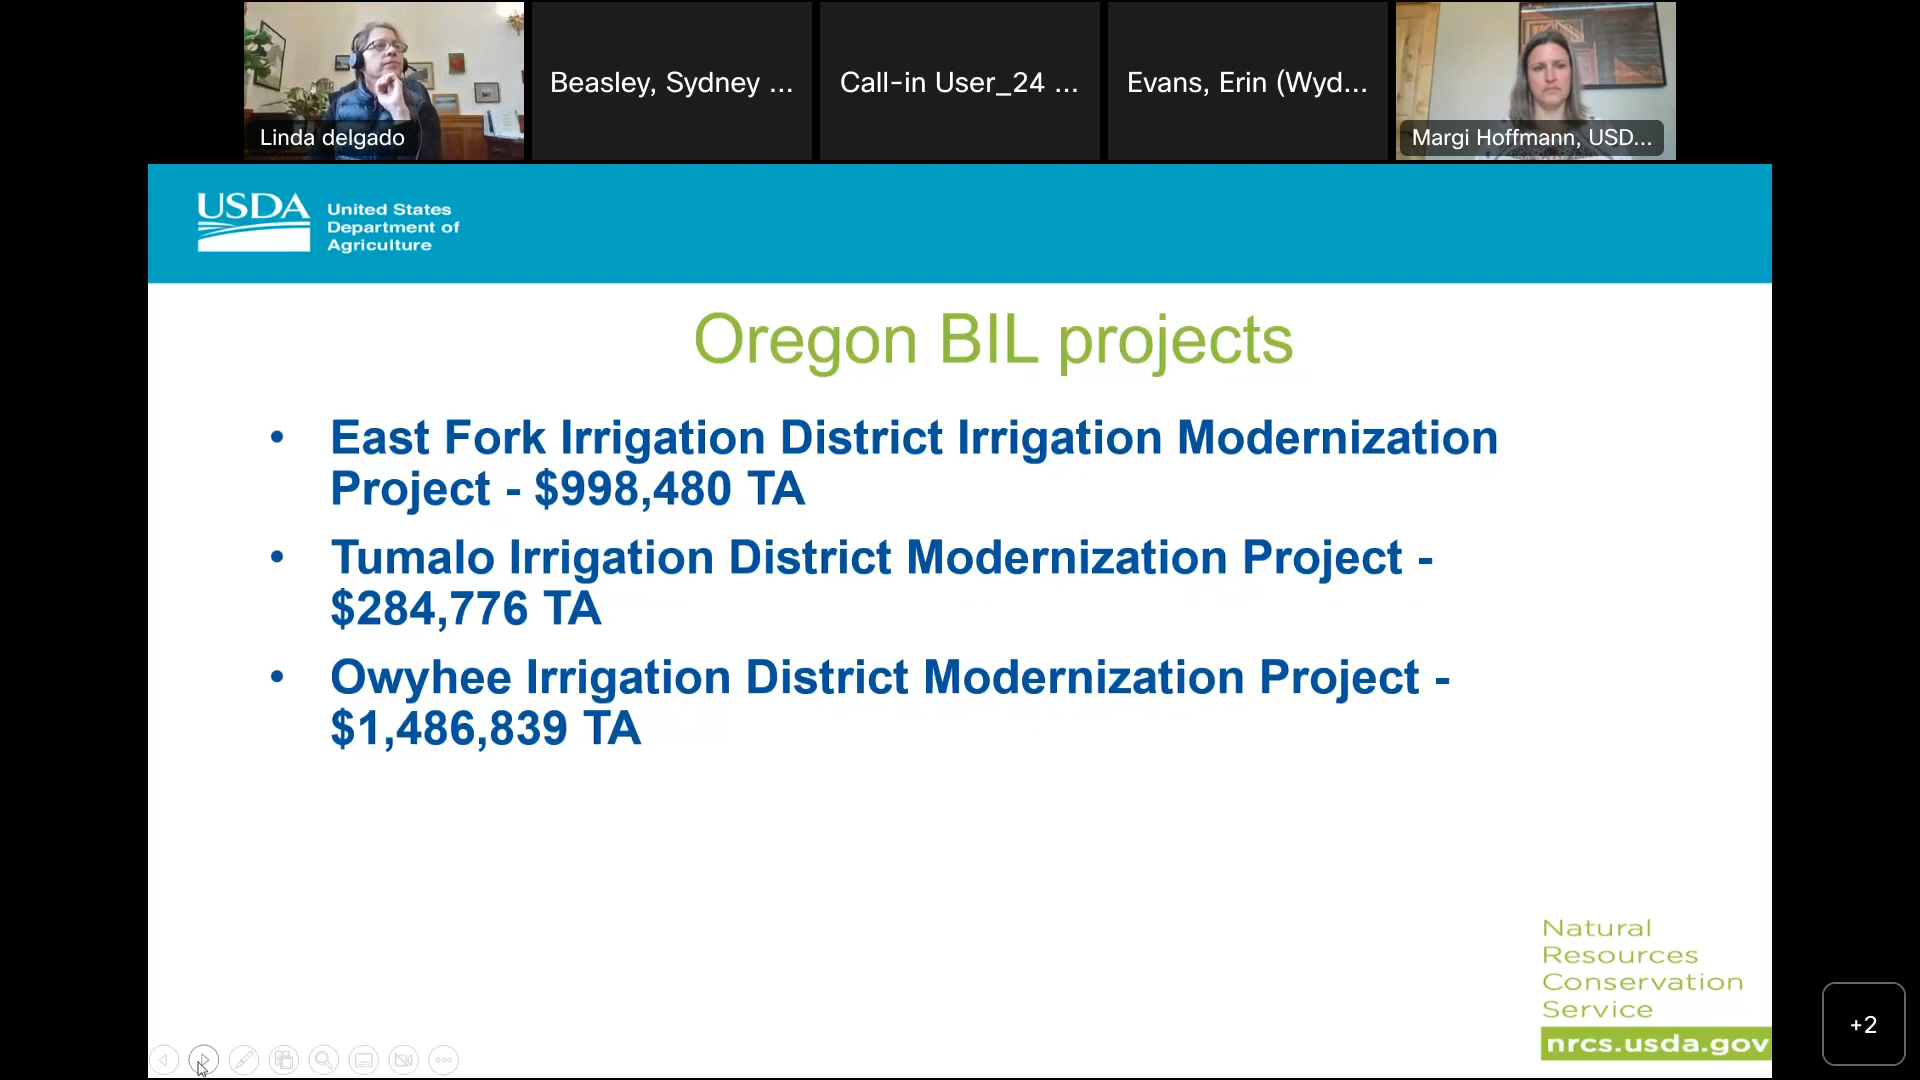 Linda delgado
Beasley, Sydney ...
Call-in User_24 ...
Evans, Erin (Wyd...
Margi Hoffmann, USD...
USDA
United States
Department of
Agriculture
Oregon BIL projects
• East Fork Irrigation District Irrigation Modernization
Project - $998,480 TA
• Tumalo Irrigation District Modernization Project -
$284,776 TA
• Owyhee Irrigation District Modernization Project -
$1,486,839 TA
Natural
Resources
Conservation
Service
nrcs.usda.gov
+2